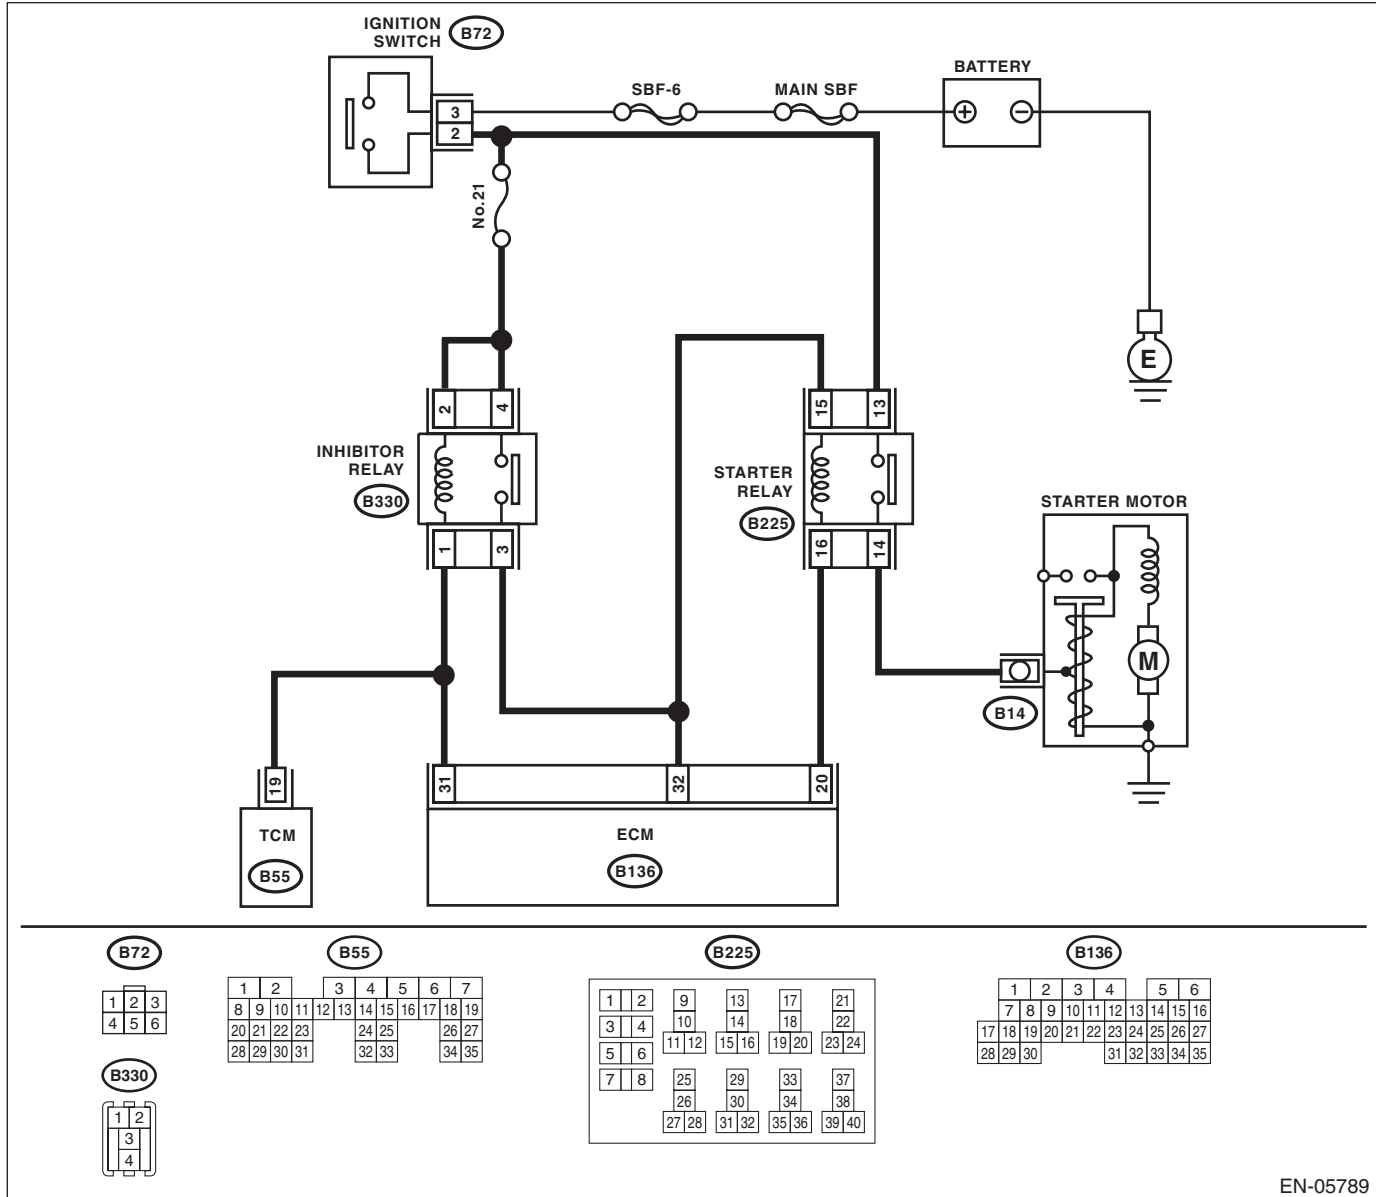 IGNITION
SWITCH
B72
SBF-6
MAIN SBF
BATTERY
3
2
No.21
E
2
4
15
13
INHIBITOR
RELAY
B330
STARTER
RELAY
B225
STARTER MOTOR
1
3
16
14
M
B14
19
31
32
20
TCM
B55
ECM
B136
B72
1 2 3
4 5 6
B330
1 2
3
4
B55
1 2 3 4 5 6 7
8 9 10 11 12 13 14 15 16 17 18 19
20 21 22 23 24 25 26 27
28 29 30 31 32 33 34 35
B225
1 2 9 13 17 21
3 4 10 14 18 22
11 12 15 16 19 20 23 24
5 6
7 8 25 29 33 37
26 30 34 38
27 28 31 32 35 36 39 40
B136
1 2 3 4 5 6
7 8 9 10 11 12 13 14 15 16
17 18 19 20 21 22 23 24 25 26 27
28 29 30 31 32 33 34 35
EN-05789